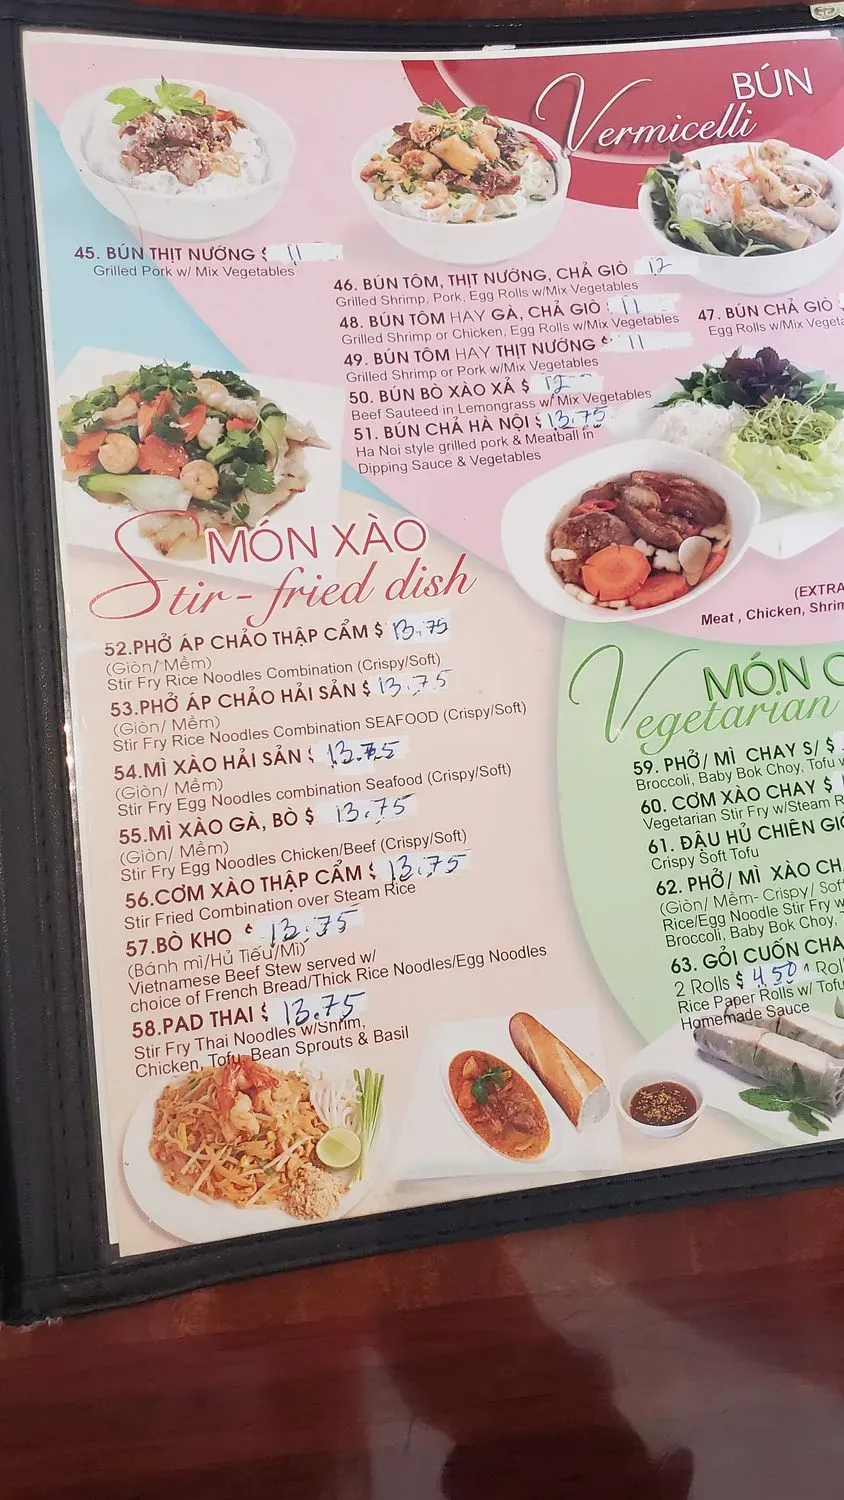 BÚN
Vermicelli
45. BÚN THỊT NƯỚNG $ 11
Grilled Pork w/ Mix Vegetables
46. BÚN TÔM, THỊT NƯỚNG, CHẢ GIÒ 12
Grilled Shrimp, Pork, Egg Rolls w/Mix Vegetables
48. BÚN TÔM HAY GÀ, CHẢ GIÒ 11
Grilled Shrimp or Chicken, Egg Rolls w/Mix Vegetables
49. BÚN TÔM HAY THỊT NƯỚNG $ 11
Grilled Shrimp or Pork w/Mix Vegetables
50. BÚN BÒ XÀO XẢ $ 12
Beef Sauteed in Lemongrass w/ Mix Vegetables
51. BÚN CHẢ HÀ NỘI $ 13.75
Ha Noi style grilled pork & Meatball in
Dipping Sauce & Vegetables
47. BÚN CHẢ GIÒ
Egg Rolls w/Mix
(EXTRA
Meat , Chicken,
MÓN XÀO
Stir-fried dish
52.PHỞ ÁP CHẢO THẬP CẨM $ 13.75
(Giòn/ Mềm)
Stir Fry Rice Noodles Combination (Crispy/Soft)
53.PHỞ ÁP CHẢO HẢI SẢN $ 13.75
(Giòn/ Mềm)
Stir Fry Rice Noodles Combination SEAFOOD (Crispy/Soft)
54.MÌ XÀO HẢI SẢN $ 13.75
(Giòn/ Mềm)
Stir Fry Egg Noodles combination Seafood (Crispy/Soft)
55.MÌ XÀO GÀ, BÒ $ 13.75
(Giòn/ Mềm)
Stir Fry Egg Noodles Chicken/Beef (Crispy/Soft)
56.CƠM XÀO THẬP CẨM $ 13.75
Stir Fried Combination over Steam Rice
57.BÒ KHO $ 13.75
(Bánh mì/Hủ Tiếu/Mì)
Vietnamese Beef Stew served w/
choice of French Bread/Thick Rice Noodles/Egg Noodles
58.PAD THAI $ 13.75
Stir Fry Thai Noodles w/Shrim,
Chicken, Tofu, Bean Sprouts & Basil
MÓN
Vegetarian
59. PHỞ/ MÌ CHAY S/ $
Broccoli, Baby Bok Choy, Tofu
60. CƠM XÀO CHAY $
Vegetarian Stir Fry w/Steam
61. ĐẬU HỦ CHIÊN
Crispy Soft Tofu
62. PHỞ/ MÌ XÀO
(Giòn/ Mềm- Crispy/
Rice/Egg Noodle Stir Fry
Broccoli, Baby Bok Choy,
63. GỎI CUỐN
2 Rolls $ 4.50
Rice Paper Rolls w/ Tofu
Homemade Sauce